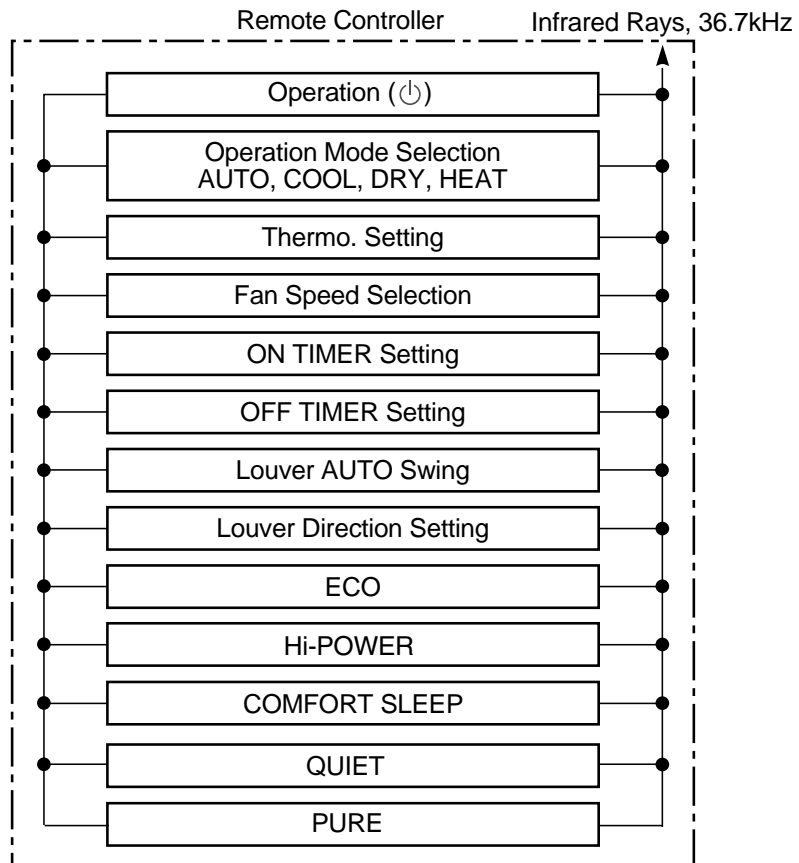 Remote Controller
Infrared Rays, 36.7kHz
Operation (⏻)
Operation Mode Selection
AUTO, COOL, DRY, HEAT
Thermo. Setting
Fan Speed Selection
ON TIMER Setting
OFF TIMER Setting
Louver AUTO Swing
Louver Direction Setting
ECO
Hi-POWER
COMFORT SLEEP
QUIET
PURE